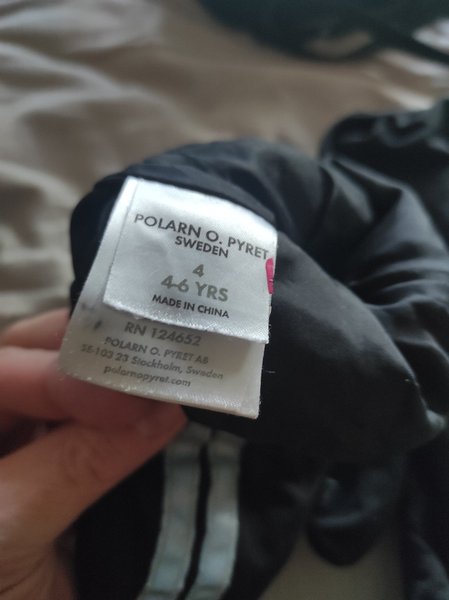 POLARN O. PYRET
SWEDEN
4
4-6 YRS
MADE IN CHINA
RN 124652
POLARN O. PYRET AB
SE-103 23 Stockholm, Sweden
polarnopyret.com